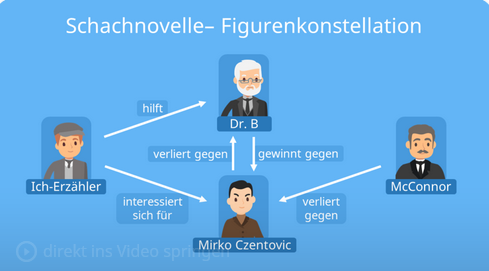 Schachnovelle– Figurenkonstellation
hilft
Dr. B
verliert gegen
gewinnt gegen
Ich-Erzähler
McConnor
interessiert
sich für
verliert
gegen
Mirko Czentovic
direkt ins Video springen